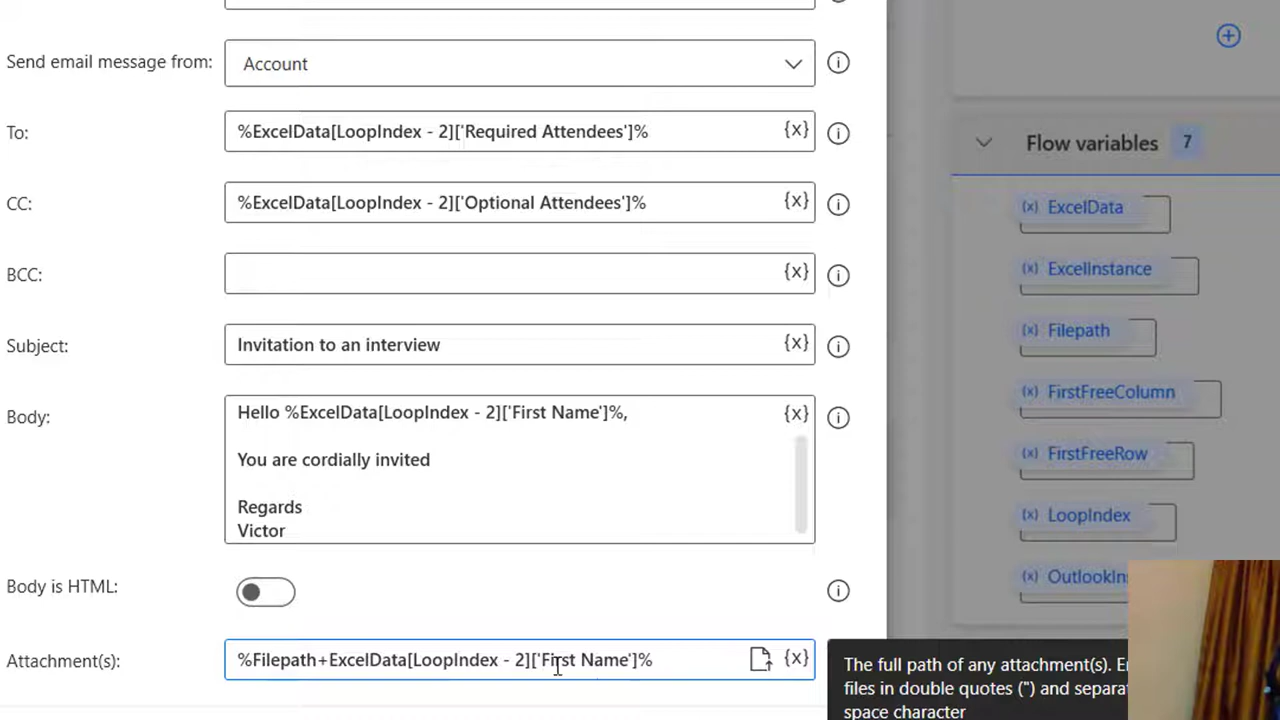 Send email message from:
Account
To:
%ExcelData[LoopIndex - 2]['Required Attendees']%
{x}
CC:
%ExcelData[LoopIndex - 2]['Optional Attendees']%
{x}
BCC:
{x}
Subject:
Invitation to an interview
{x}
Body:
Hello %ExcelData[LoopIndex - 2]['First Name']%,
{x}
You are cordially invited
Regards
Victor
Body is HTML:
Attachment(s):
%Filepath+ExcelData[LoopIndex - 2]['First Name']%
{x}
Flow variables 7
(x) ExcelData
(x) ExcelInstance
(x) Filepath
(x) FirstFreeColumn
(x) FirstFreeRow
(x) LoopIndex
(x)
The full path of any attachment(s).
files in double quotes (") and
space character